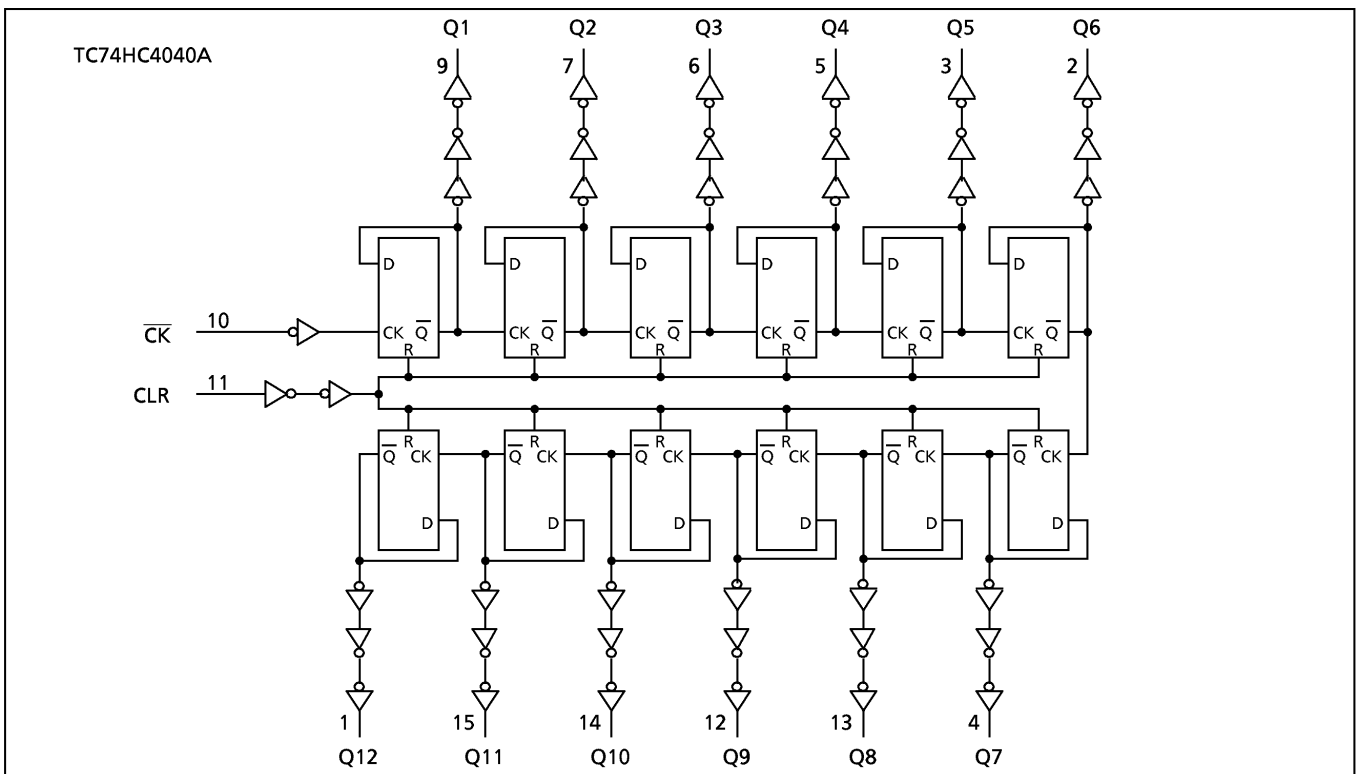 Q1 Q2 Q3 Q4 Q5 Q6
TC74HC4040A
9 7 6 5 3 2
D D D D D D
C̅K̅ 10 CK Q̅ CK Q̅ CK Q̅ CK Q̅ CK Q̅ CK Q̅
R R R R R R
CLR 11
R R R R R R
Q̅ CK Q̅ CK Q̅ CK Q̅ CK Q̅ CK Q̅ CK
D D D D D D
1 15 14 12 13 4
Q12 Q11 Q10 Q9 Q8 Q7